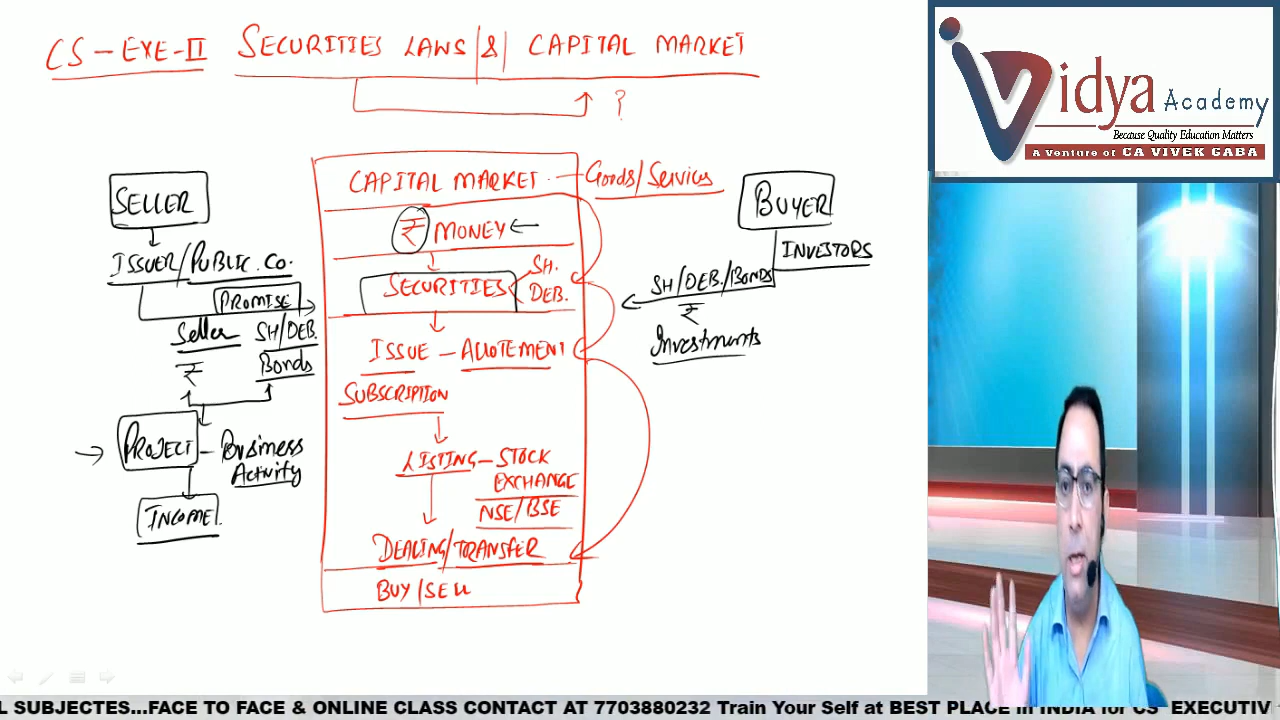 CS-EXE-II SECURITIES LAWS & CAPITAL MARKET
?
Vidya Academy
Because Quality Education Matters
A Venture of CA VIVEK GABA
SELLER
ISSUER/PUBLIC. CO.
PROMISE
Seller SH/DEB.
₹ Bonds
PROJECT - Business
Activity
INCOME.
CAPITAL MARKET. - Goods/Services
₹ MONEY ←
SECURITIES SH.
DEB.
ISSUE - ALLOTEMENT
SUBSCRIPTION
LISTING - STOCK
EXCHANGE
NSE/BSE
DEALING/TRANSFER
BUY/SELL
BUYER
INVESTORS
SH/DEB./BONDS
₹
Investments
L SUBJECTES...FACE TO FACE & ONLINE CLASS CONTACT AT 7703880232 Train Your Self at BEST PLACE in INDIA for CS EXECUTIV